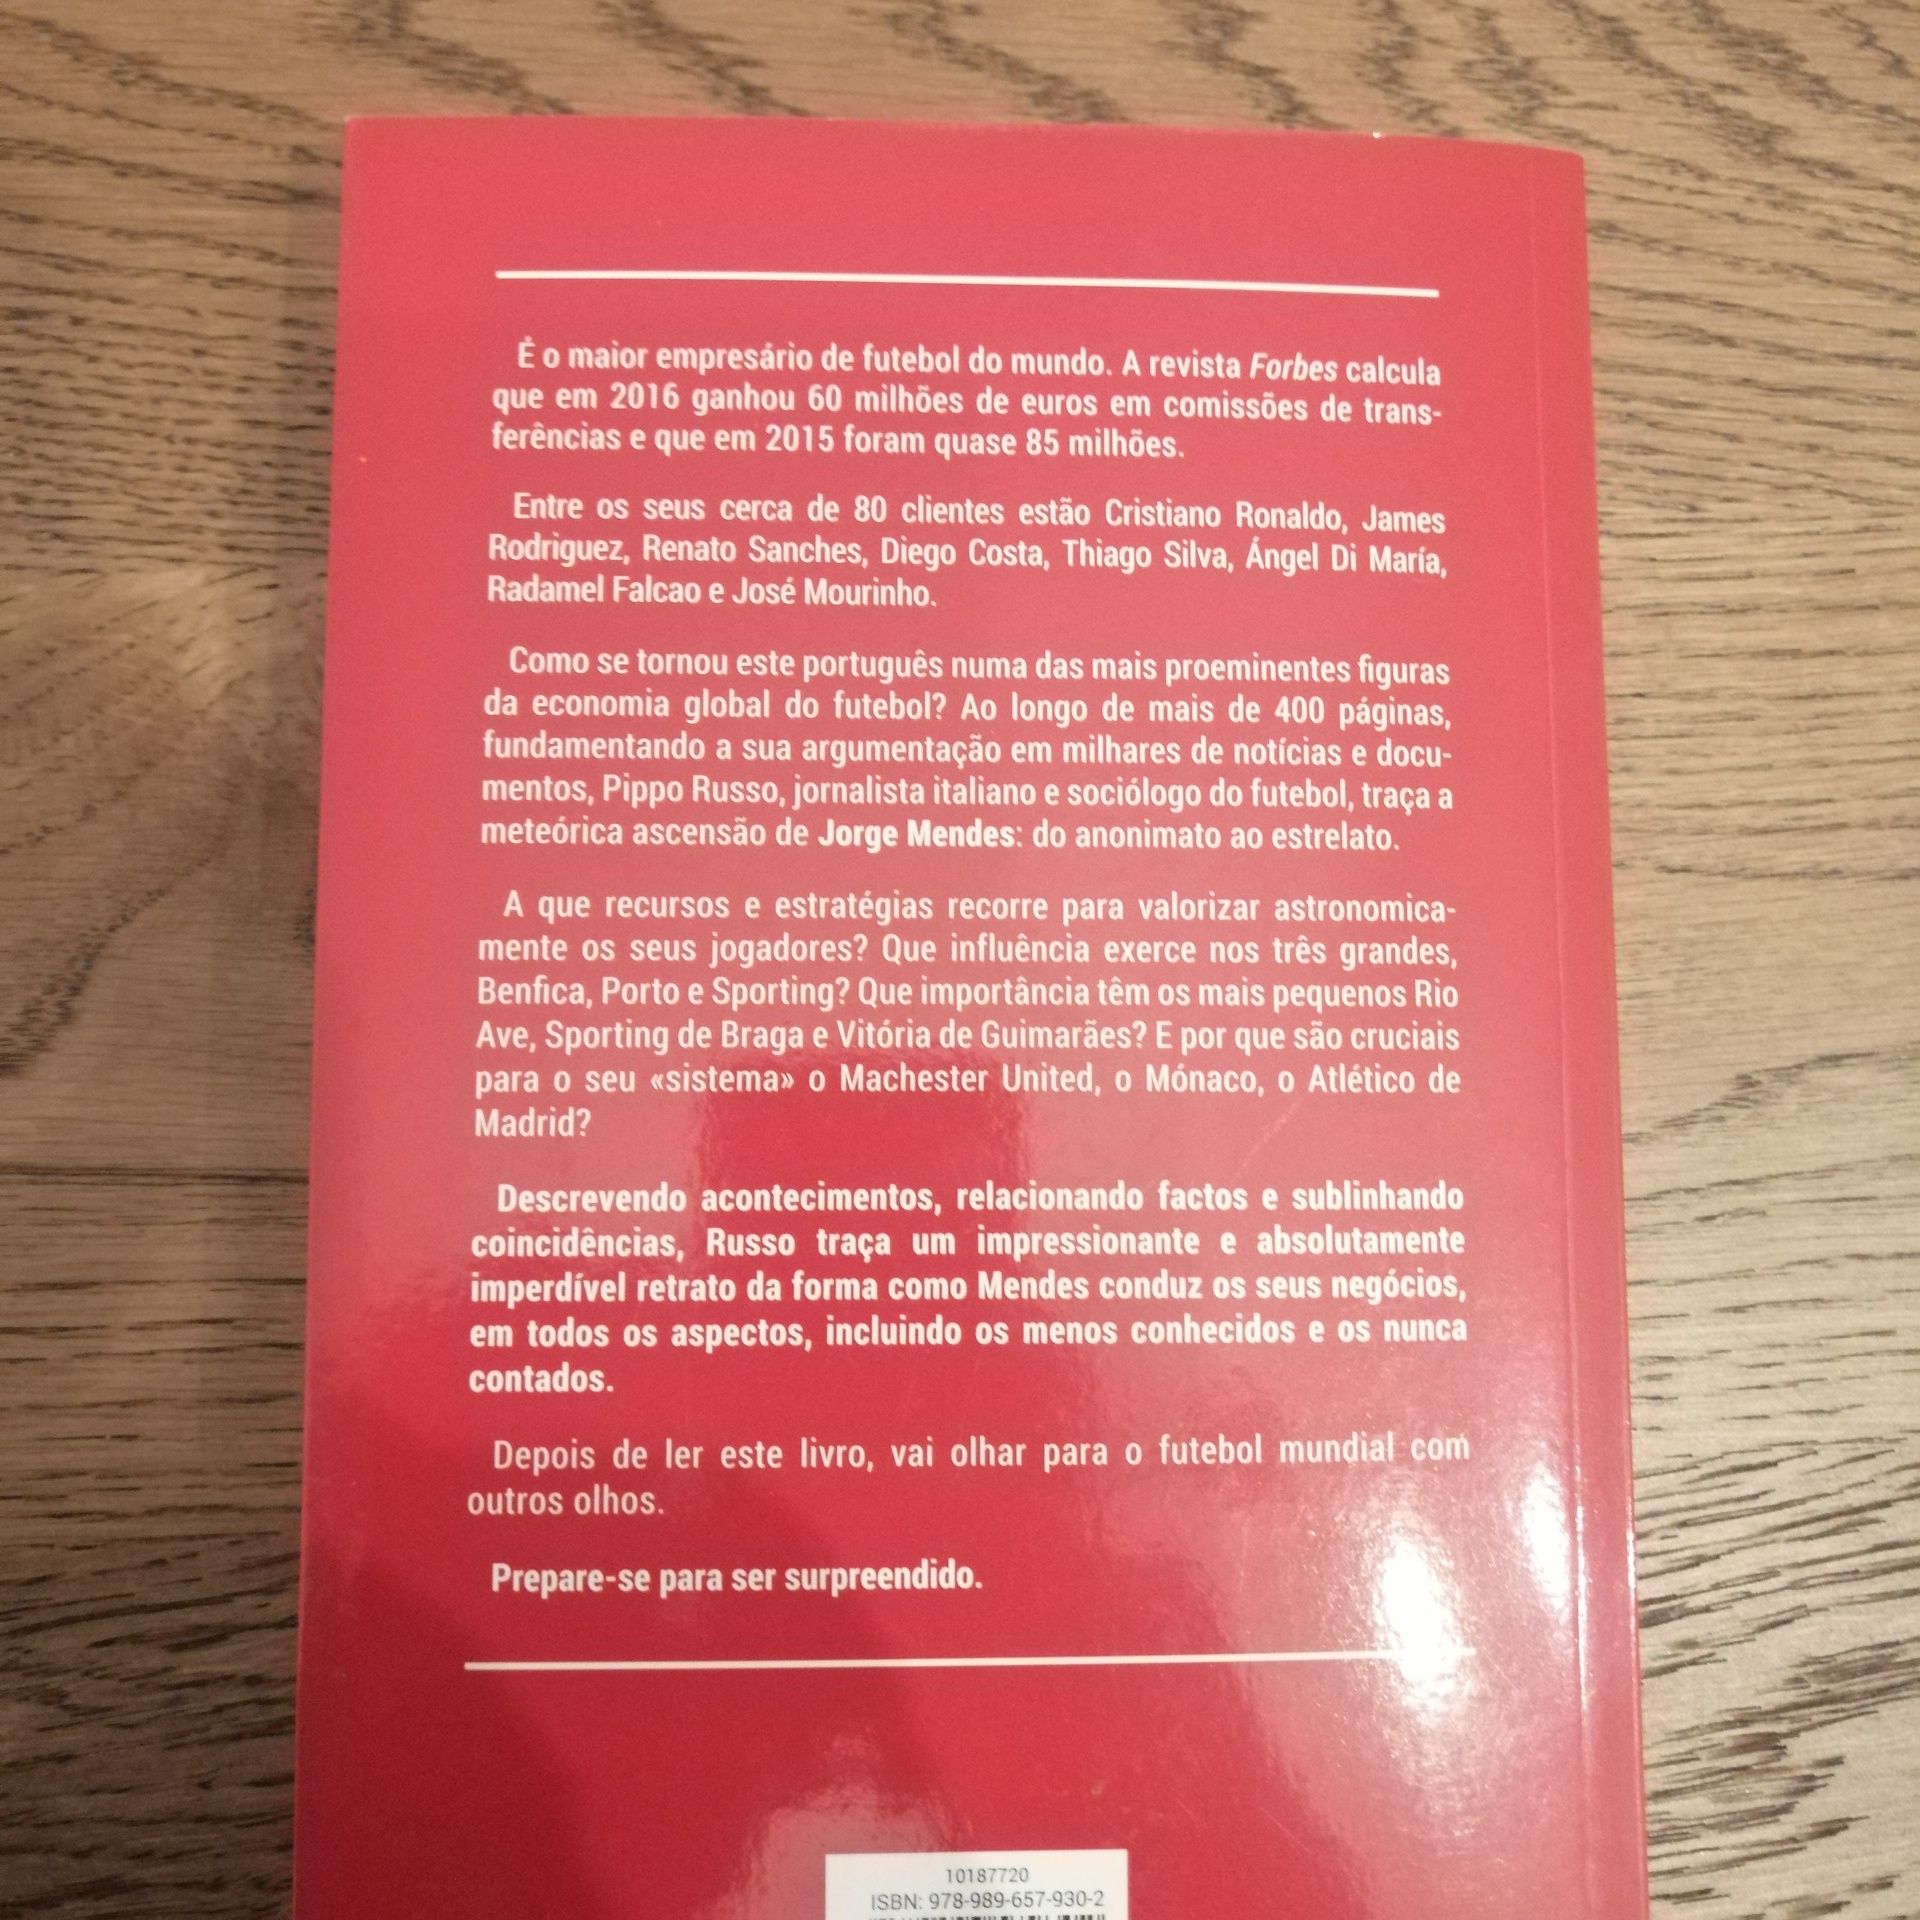 É o maior empresário de futebol do mundo. A revista Forbes calcula
que em 2016 ganhou 60 milhões de euros em comissões de trans-
ferências e que em 2015 foram quase 85 milhões.
Entre os seus cerca de 80 clientes estão Cristiano Ronaldo, James
Rodriguez, Renato Sanches, Diego Costa, Thiago Silva, Ángel Di María,
Radamel Falcao e José Mourinho.
Como se tornou este português numa das mais proeminentes figuras
da economia global do futebol? Ao longo de mais de 400 páginas,
fundamentando a sua argumentação em milhares de notícias e docu-
mentos, Pippo Russo, jornalista italiano e sociólogo do futebol, traça a
meteórica ascensão de Jorge Mendes: do anonimato ao estrelato.
A que recursos e estratégias recorre para valorizar astronomica-
mente os seus jogadores? Que influência exerce nos três grandes,
Benfica, Porto e Sporting? Que importância têm os mais pequenos Rio
Ave, Sporting de Braga e Vitória de Guimarães? E por que são cruciais
para o seu «sistema» o Machester United, o Mónaco, o Atlético de
Madrid?
Descrevendo acontecimentos, relacionando factos e sublinhando
coincidências, Russo traça um impressionante e absolutamente
imperdível retrato da forma como Mendes conduz os seus negócios,
em todos os aspectos, incluindo os menos conhecidos e os nunca
contados.
Depois de ler este livro, vai olhar para o futebol mundial com
outros olhos.
Prepare-se para ser surpreendido.
10187720
ISBN: 978-989-657-930-2